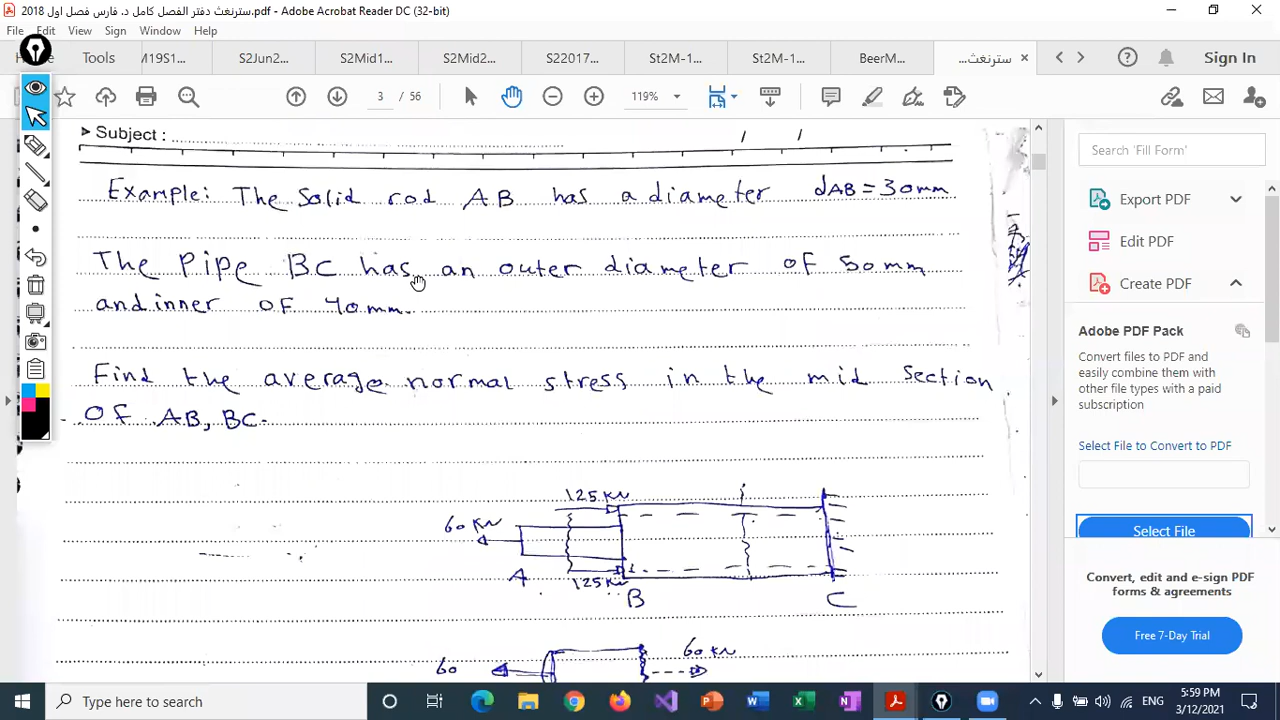 سترنغث دفتر الفصل كامل د. فارس فصل اول 2018.pdf - Adobe Acrobat Reader DC (32-bit)
File Edit View Sign Window Help
Tools
M19S1...
S2Jun2...
S2Mid1...
S2Mid2...
S22017...
St2M-1...
St2M-1...
BeerM...
سترنغث...
Sign In
3 / 56
119%
Subject :
Example: The Solid rod AB has a diameter dAB = 30mm
The Pipe BC has an outer diameter of 50mm
and inner of 40mm.
Find the average normal stress in the mid Section
of AB, BC.
125 KN
60 KN
A
125 KN
B
C
60
60 KN
Search 'Fill Form'
Export PDF
Edit PDF
Create PDF
Adobe PDF Pack
Convert files to PDF and
easily combine them with
other file types with a paid
subscription
Select File to Convert to PDF
Select File
Convert, edit and e-sign PDF
forms & agreements
Free 7-Day Trial
Type here to search
ENG
5:59 PM
3/12/2021